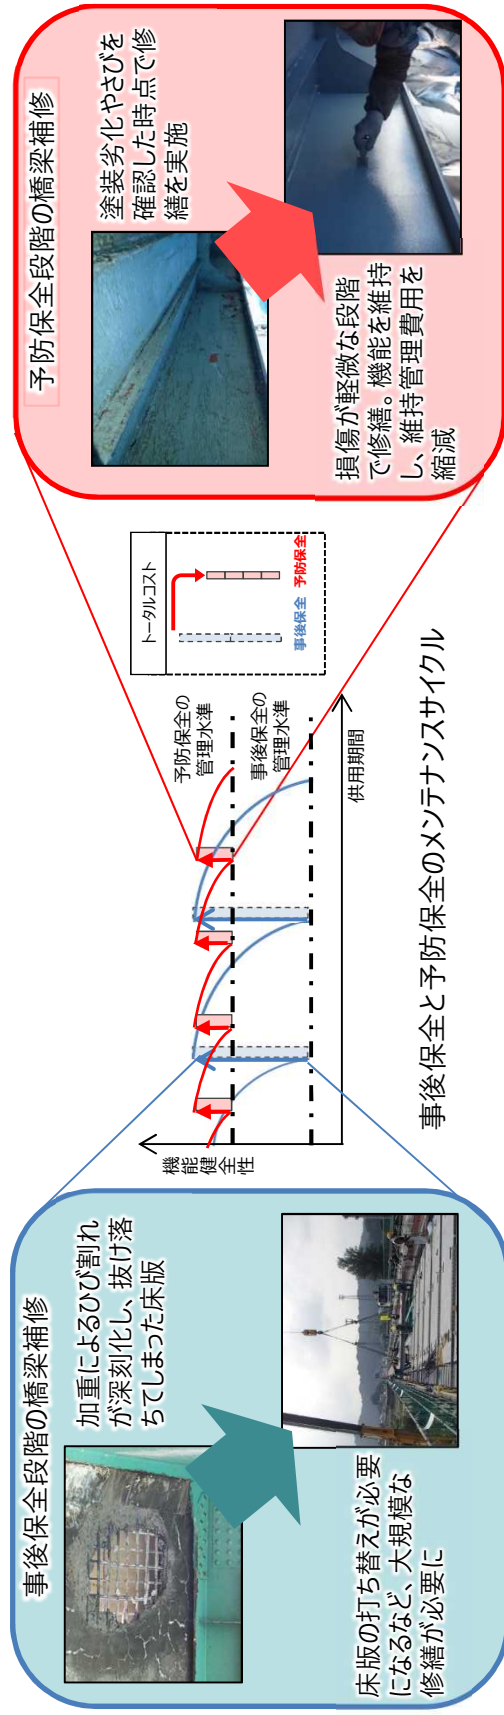 事後保全段階の橋梁補修
加重によるひび割れ
が深刻化し、抜け落
ちてしまった床版
床版の打ち替えが必要
になるなど、大規模な
修繕が必要に
機能健全性
予防保全の
管理水準
事後保全の
管理水準
供用期間
トータルコスト
事後保全 予防保全
事後保全と予防保全のメンテナンスサイクル
予防保全段階の橋梁補修
塗装劣化やさびを
確認した時点で修
繕を実施
損傷が軽微な段階
で修繕。機能を維持
し、維持管理費用を
縮減